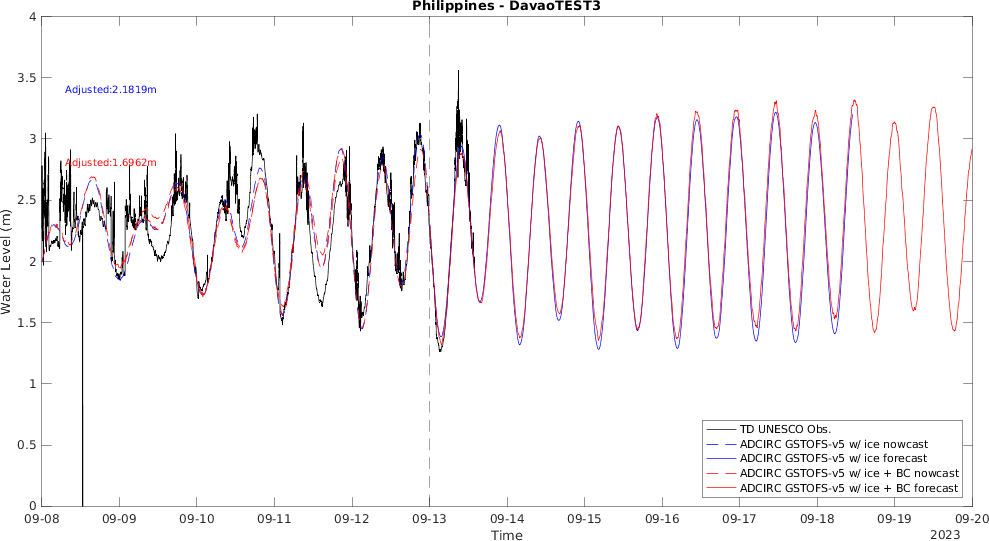 Philippines - DavaoTEST3
4
3.5
3
2.5
2
1.5
1
0.5
0
Water Level (m)
Adjusted:2.1819m
Adjusted:1.6962m
TD UNESCO Obs.
ADCIRC GSTOFS-v5 w/ ice nowcast
ADCIRC GSTOFS-v5 w/ ice forecast
ADCIRC GSTOFS-v5 w/ ice + BC nowcast
ADCIRC GSTOFS-v5 w/ ice + BC forecast
09-08 09-09 09-10 09-11 09-12 09-13 09-14 09-15 09-16 09-17 09-18 09-19 09-20
Time
2023